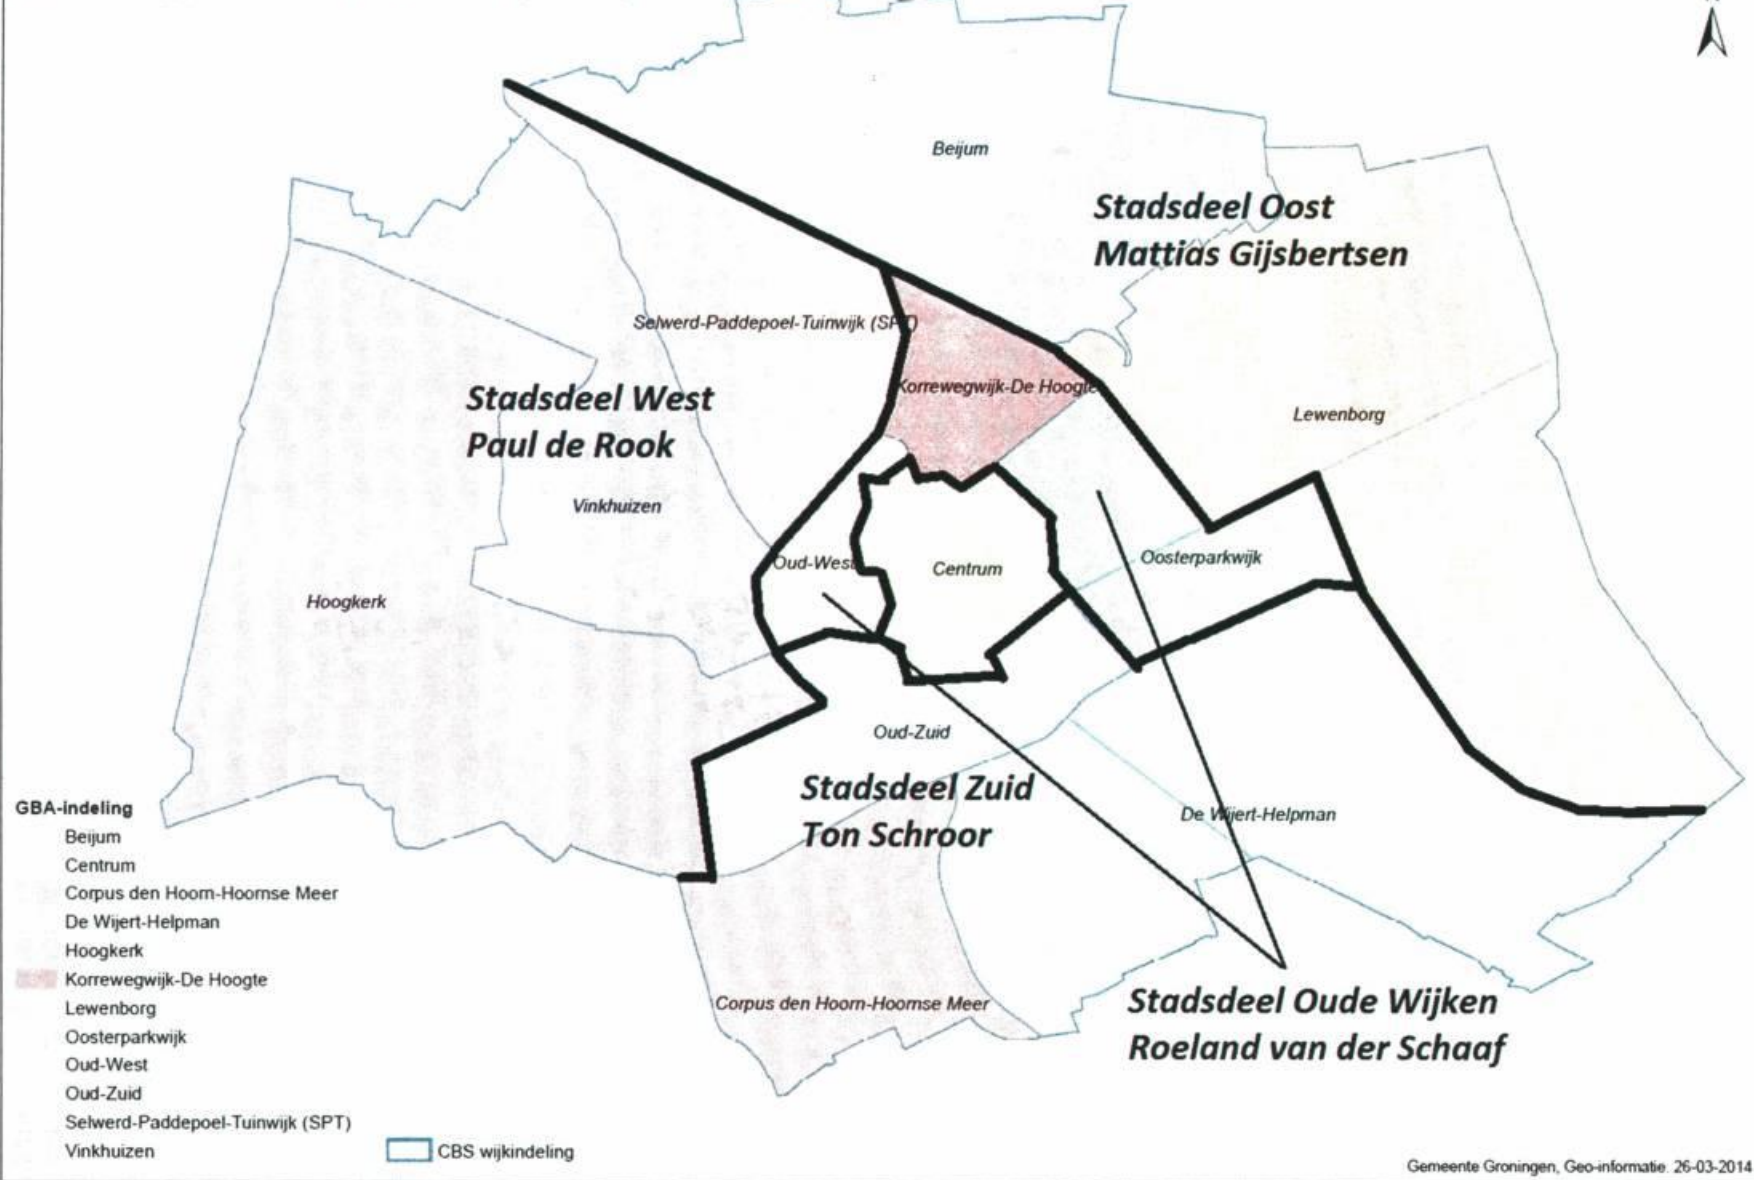 Beijum
Stadsdeel Oost
Mattias Gijsbertsen
Selwerd-Paddepoel-Tuinwijk (SPT)
Korrewegwijk-De Hoogte
Stadsdeel West
Paul de Rook
Lewenborg
Vinkhuizen
Oud-West
Centrum
Oosterparkwijk
Hoogkerk
Oud-Zuid
Stadsdeel Zuid
Ton Schroor
De Wijert-Helpman
Corpus den Hoorn-Hoornse Meer
Stadsdeel Oude Wijken
Roeland van der Schaaf
GBA-indeling
Beijum
Centrum
Corpus den Hoorn-Hoornse Meer
De Wijert-Helpman
Hoogkerk
Korrewegwijk-De Hoogte
Lewenborg
Oosterparkwijk
Oud-West
Oud-Zuid
Selwerd-Paddepoel-Tuinwijk (SPT)
Vinkhuizen
CBS wijkindeling
Gemeente Groningen, Geo-informatie. 26-03-2014